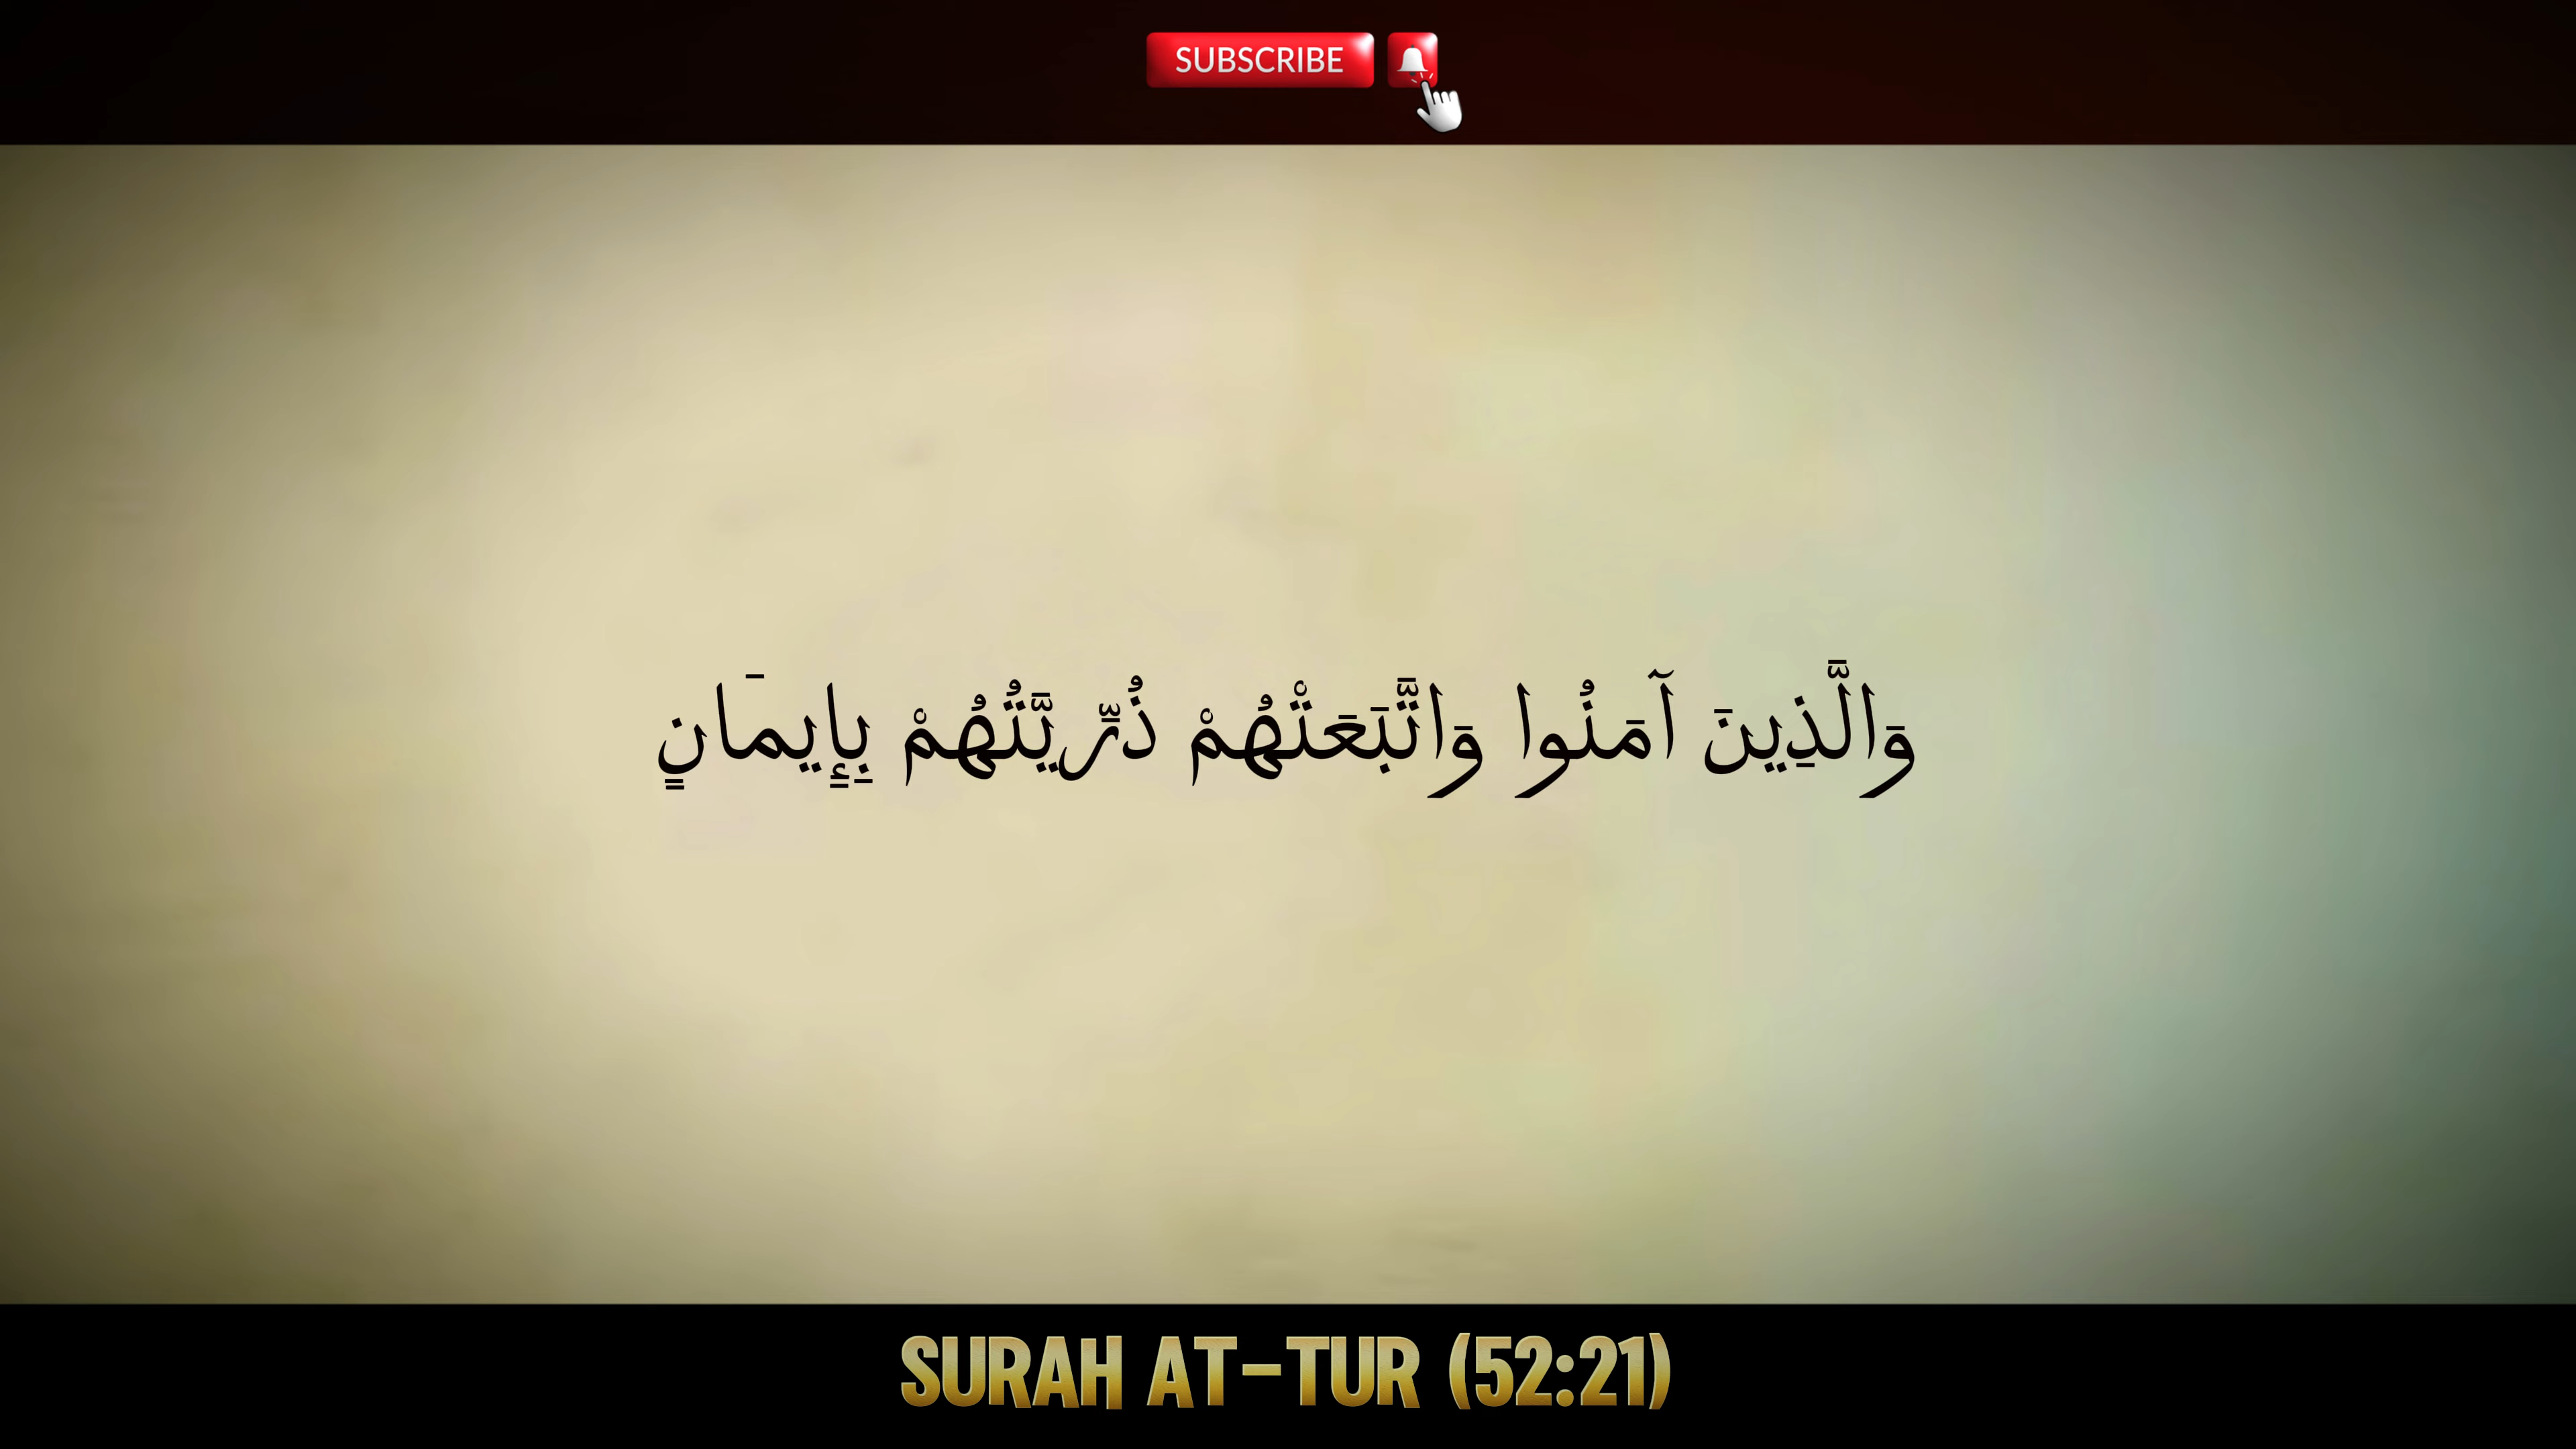 SUBSCRIBE
وَالَّذِينَ آمَنُوا وَاتَّبَعَتْهُمْ ذُرِّيَّتُهُمْ بِإِيمَانٍ
SURAH AT-TUR (52:21)